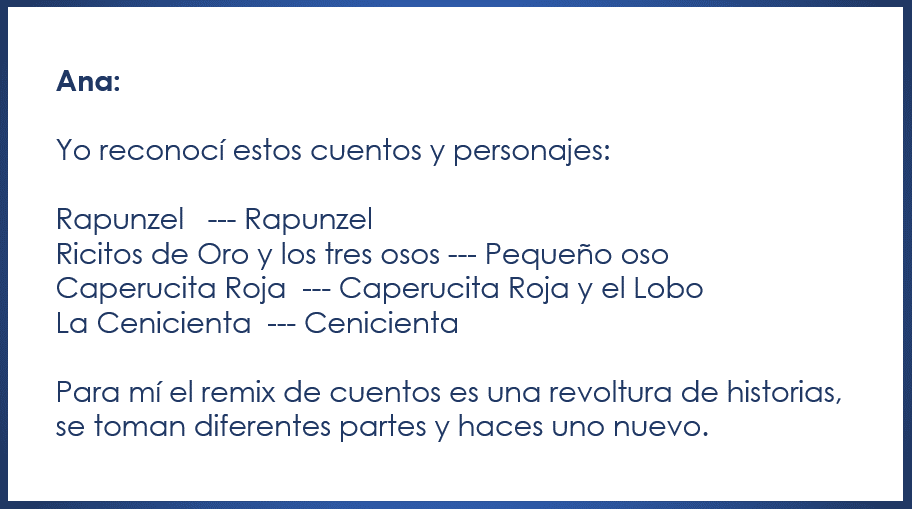 Ana:
Yo reconocí estos cuentos y personajes:
Rapunzel --- Rapunzel
Ricitos de Oro y los tres osos --- Pequeño oso
Caperucita Roja --- Caperucita Roja y el Lobo
La Cenicienta --- Cenicienta
Para mí el remix de cuentos es una revoltura de historias,
se toman diferentes partes y haces uno nuevo.